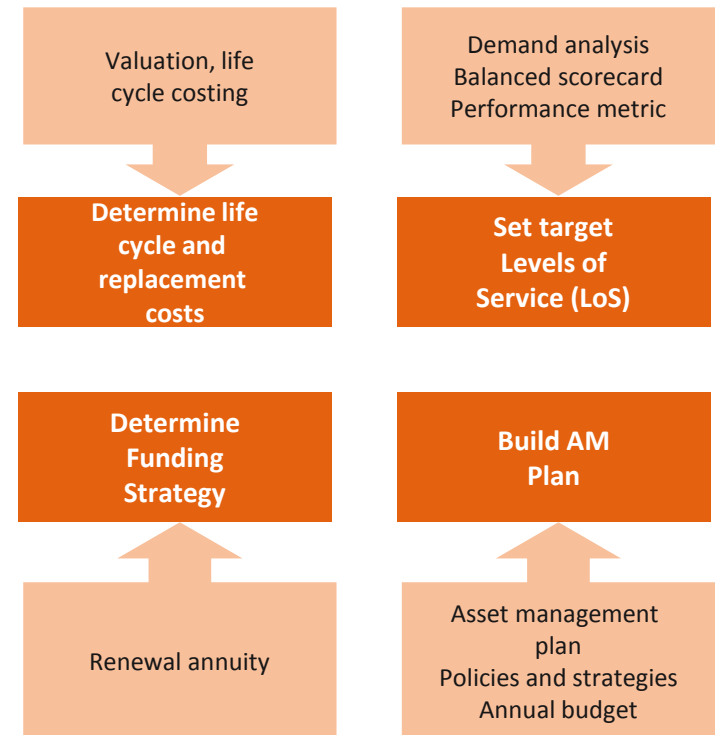 Valuation, life
cycle costing
Demand analysis
Balanced scorecard
Performance metric
Determine life
cycle and
replacement
costs
Set target
Levels of
Service (LoS)
Determine
Funding
Strategy
Build AM
Plan
Renewal annuity
Asset management
plan
Policies and strategies
Annual budget